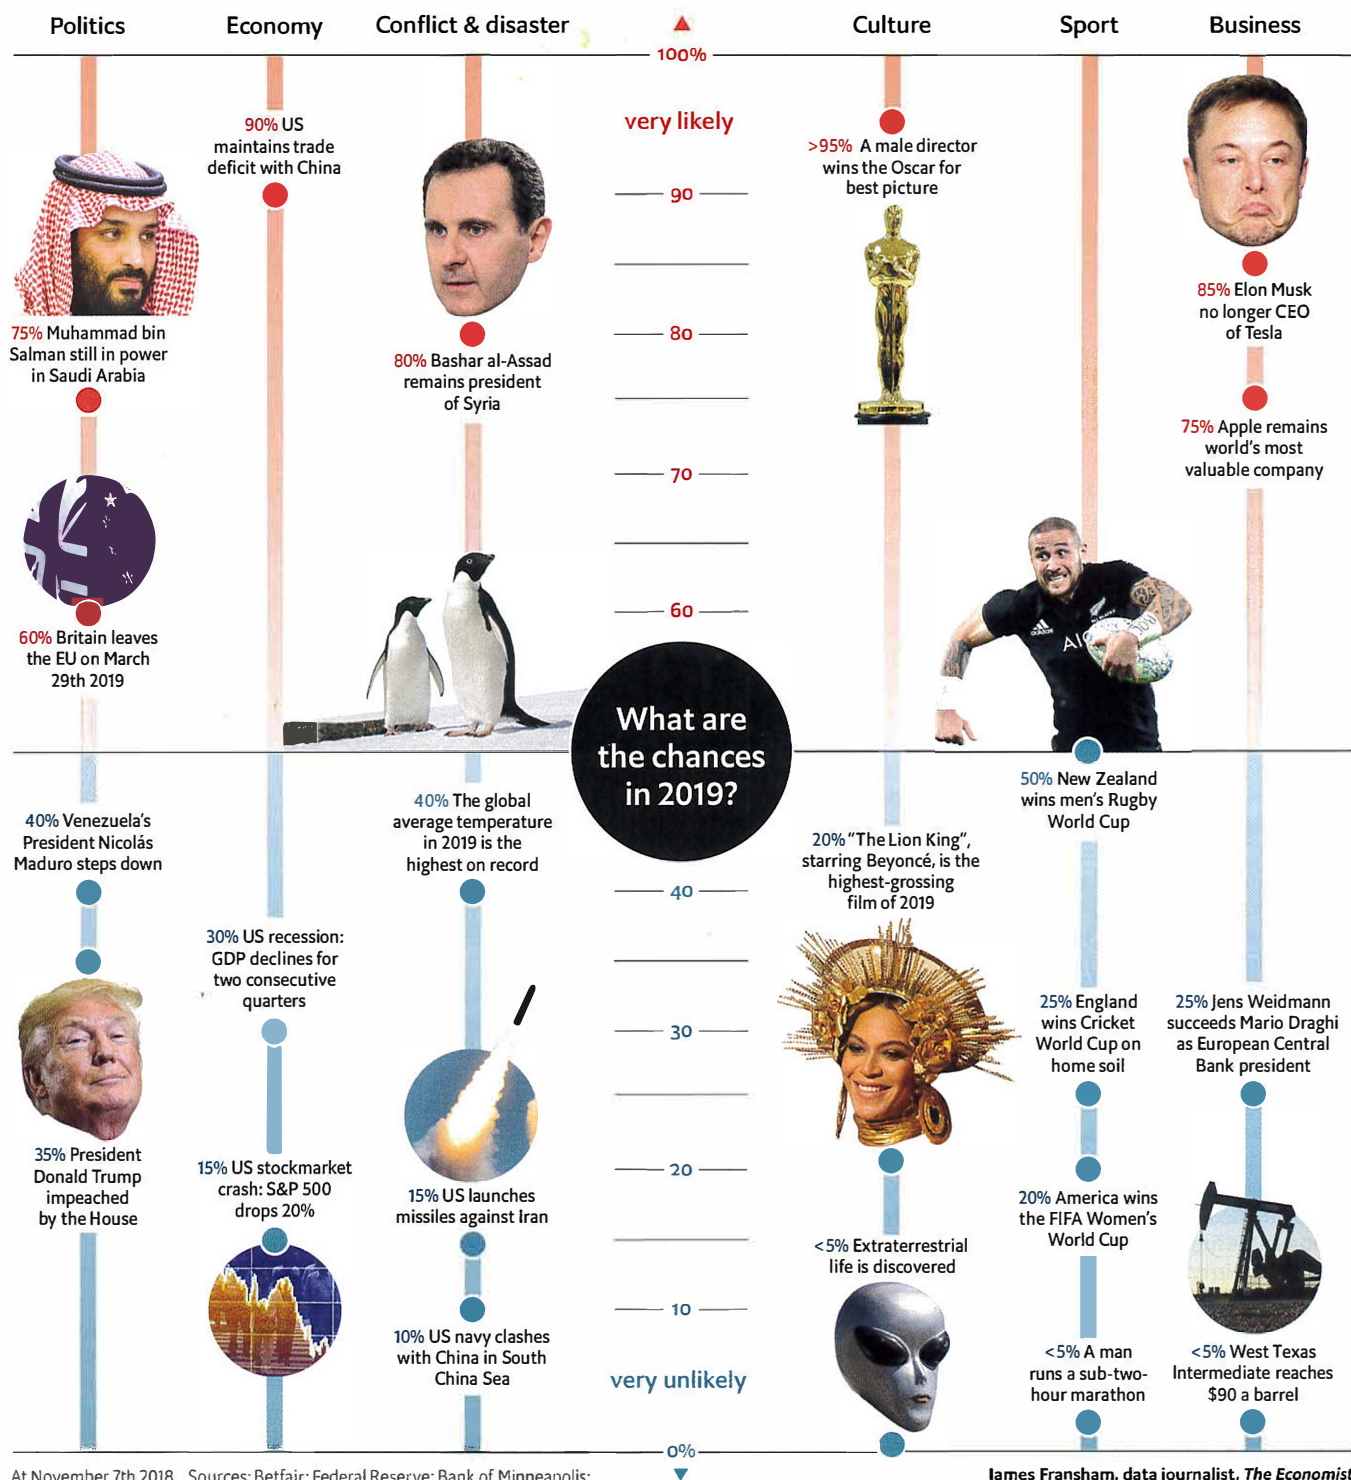 Politics
Economy
Conflict & disaster
Culture
Sport
Business
100%
very likely
90
80
70
60
What are
the chances
in 2019?
40
30
20
10
very unlikely
0%
75% Muhammad bin
Salman still in power
in Saudi Arabia
60% Britain leaves
the EU on March
29th 2019
40% Venezuela's
President Nicolás
Maduro steps down
35% President
Donald Trump
impeached
by the House
90% US
maintains trade
deficit with China
30% US recession:
GDP declines for
two consecutive
quarters
15% US stockmarket
crash: S&P 500
drops 20%
80% Bashar al-Assad
remains president
of Syria
40% The global
average temperature
in 2019 is the
highest on record
15% US launches
missiles against Iran
10% US navy clashes
with China in South
China Sea
>95% A male director
wins the Oscar for
best picture
20% “The Lion King”,
starring Beyoncé, is the
highest-grossing
film of 2019
<5% Extraterrestrial
life is discovered
adidas
AIG
50% New Zealand
wins men's Rugby
World Cup
25% England
wins Cricket
World Cup on
home soil
20% America wins
the FIFA Women's
World Cup
<5% A man
runs a sub-two-
hour marathon
85% Elon Musk
no longer CEO
of Tesla
75% Apple remains
world's most
valuable company
25% Jens Weidmann
succeeds Mario Draghi
as European Central
Bank president
<5% West Texas
Intermediate reaches
$90 a barrel
At November 7th 2018 Sources: Betfair; Federal Reserve; Bank of Minneapolis;
James Fransham, data journalist, The Economist